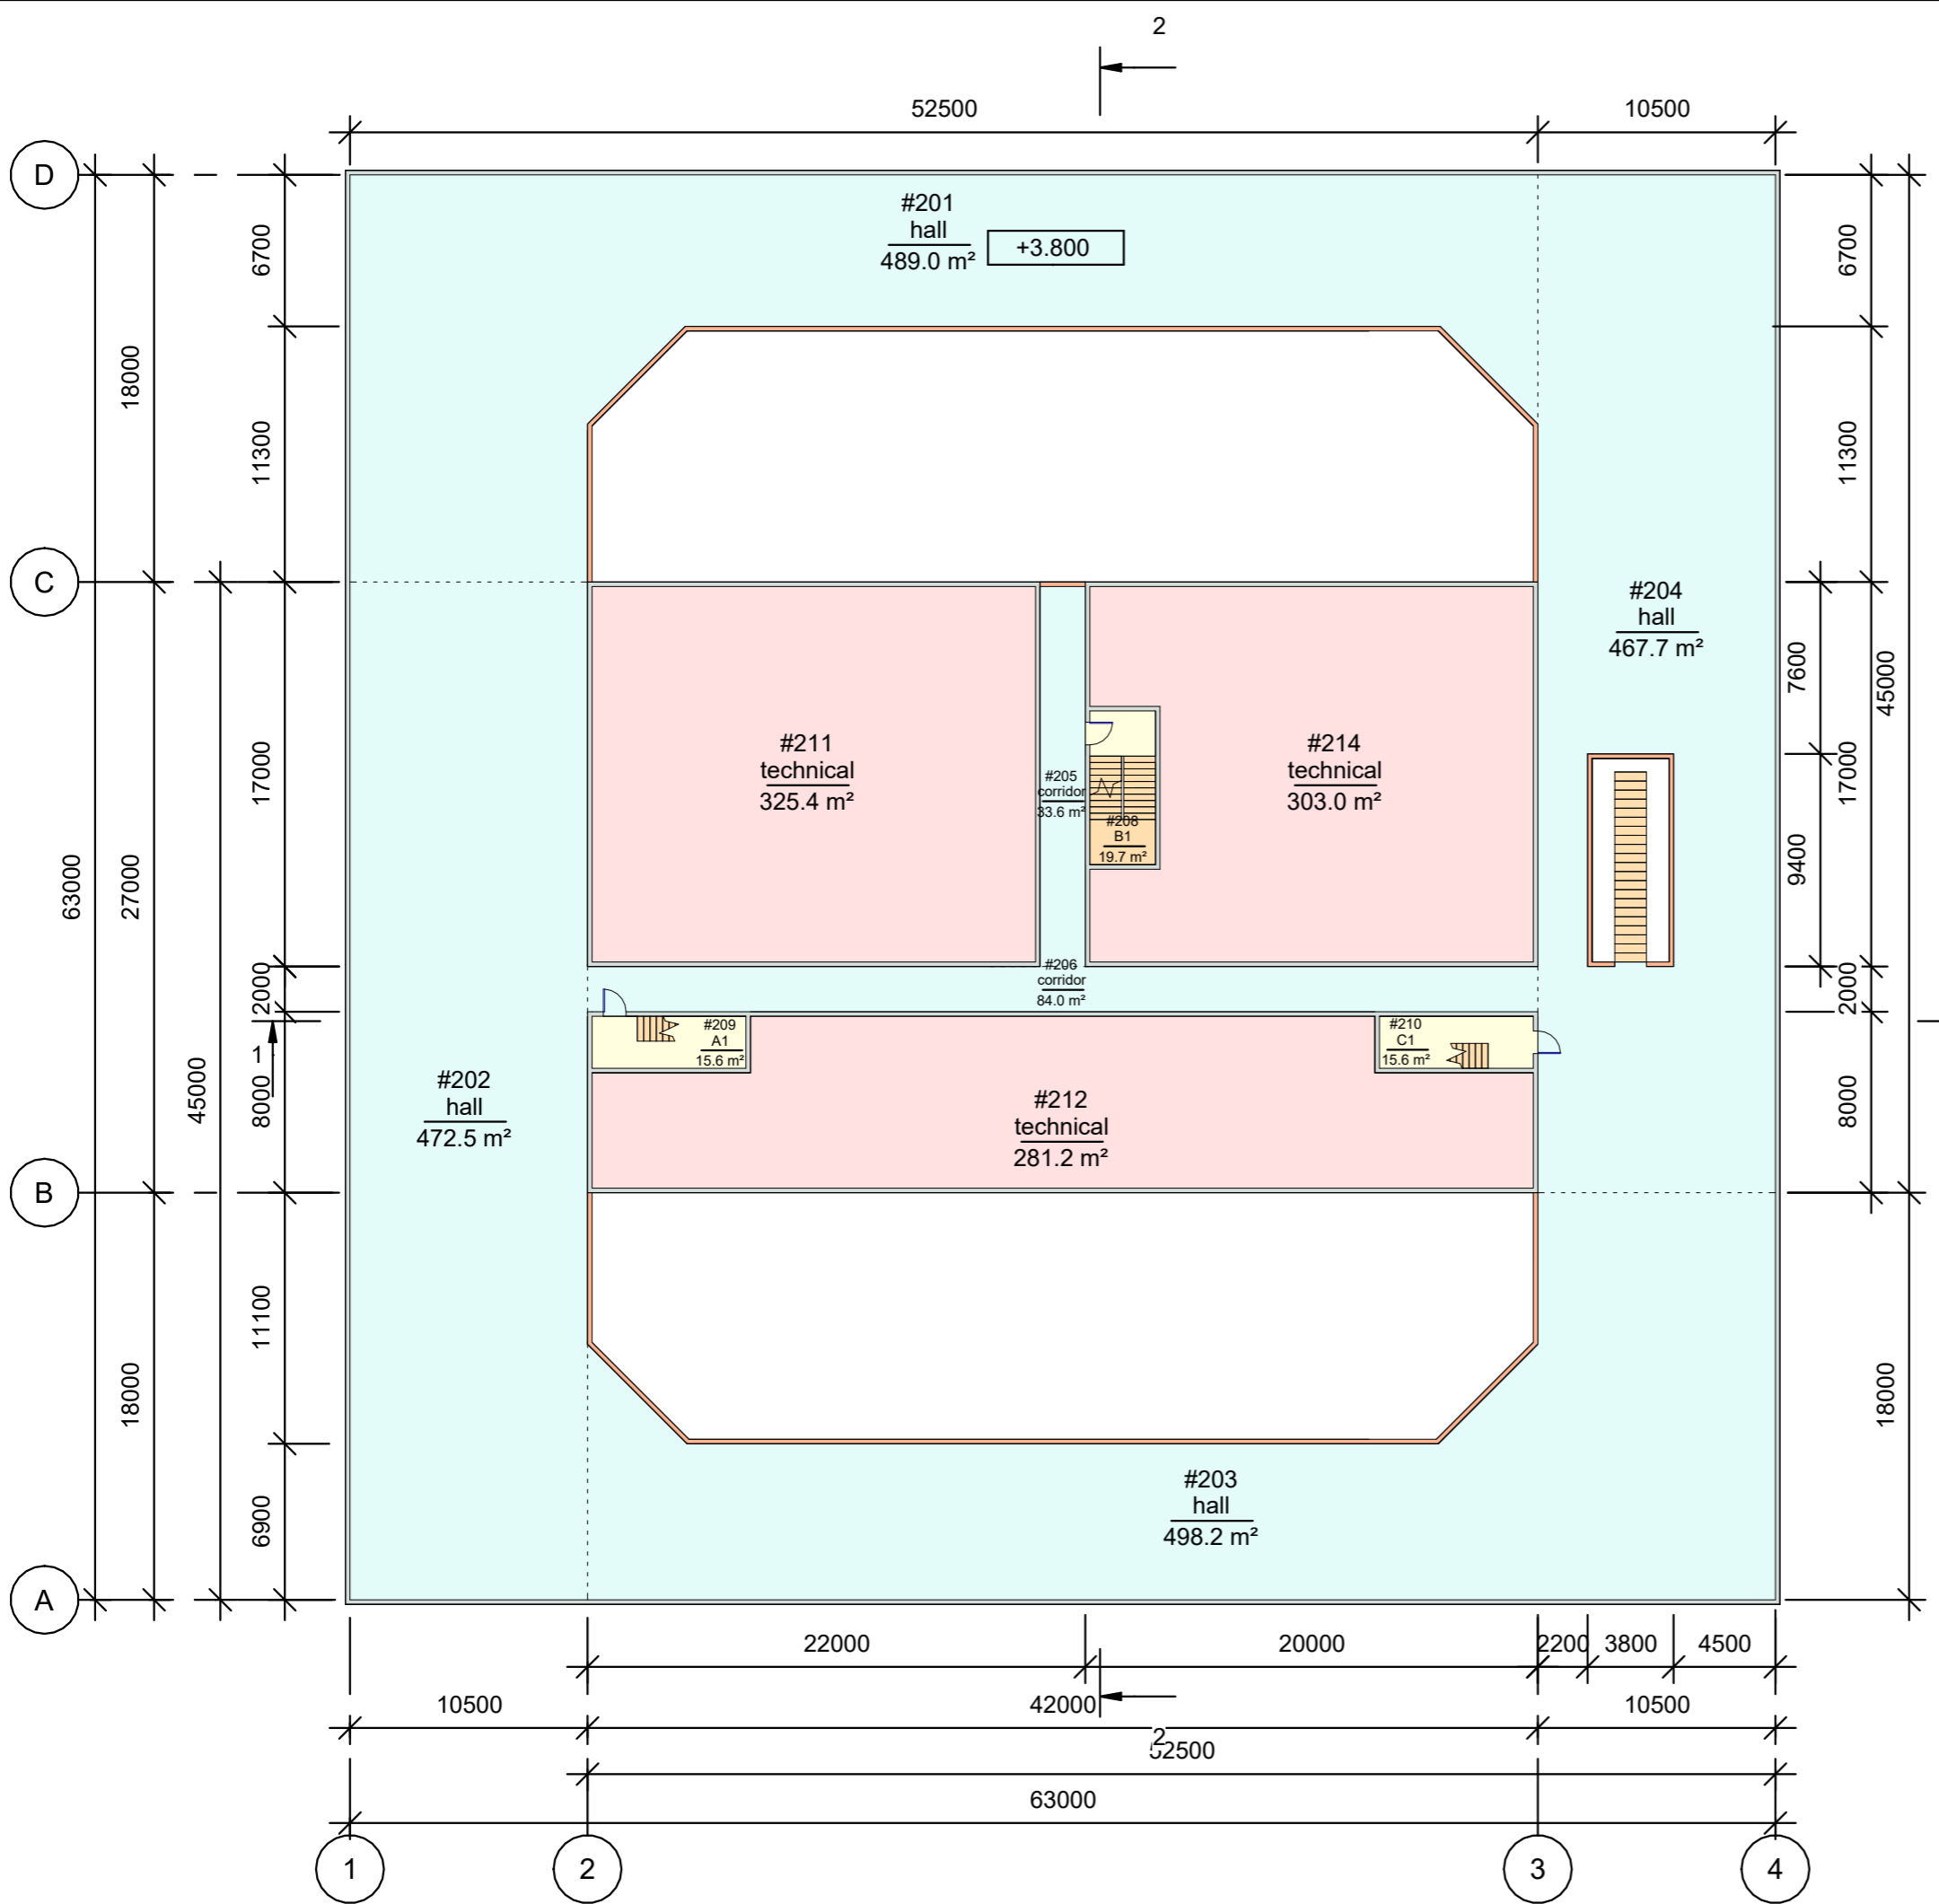 2
52500
10500
D
#201
hall
489.0 m²
+3.800
6700
6700
18000
11300
11300
C
#204
hall
467.7 m²
7600
45000
#211
technical
325.4 m²
#205
corridor
33.6 m²
#214
technical
303.0 m²
17000
17000
#208
B1
19.7 m²
9400
63000
27000
#206
corridor
84.0 m²
2000
2000
#209
A1
15.6 m²
#210
C1
15.6 m²
1
45000
8000
8000
#202
hall
472.5 m²
#212
technical
281.2 m²
B
11100
18000
18000
#203
hall
498.2 m²
6900
A
22000
20000
2200
3800
4500
10500
42000
10500
2
52500
63000
1
2
3
4